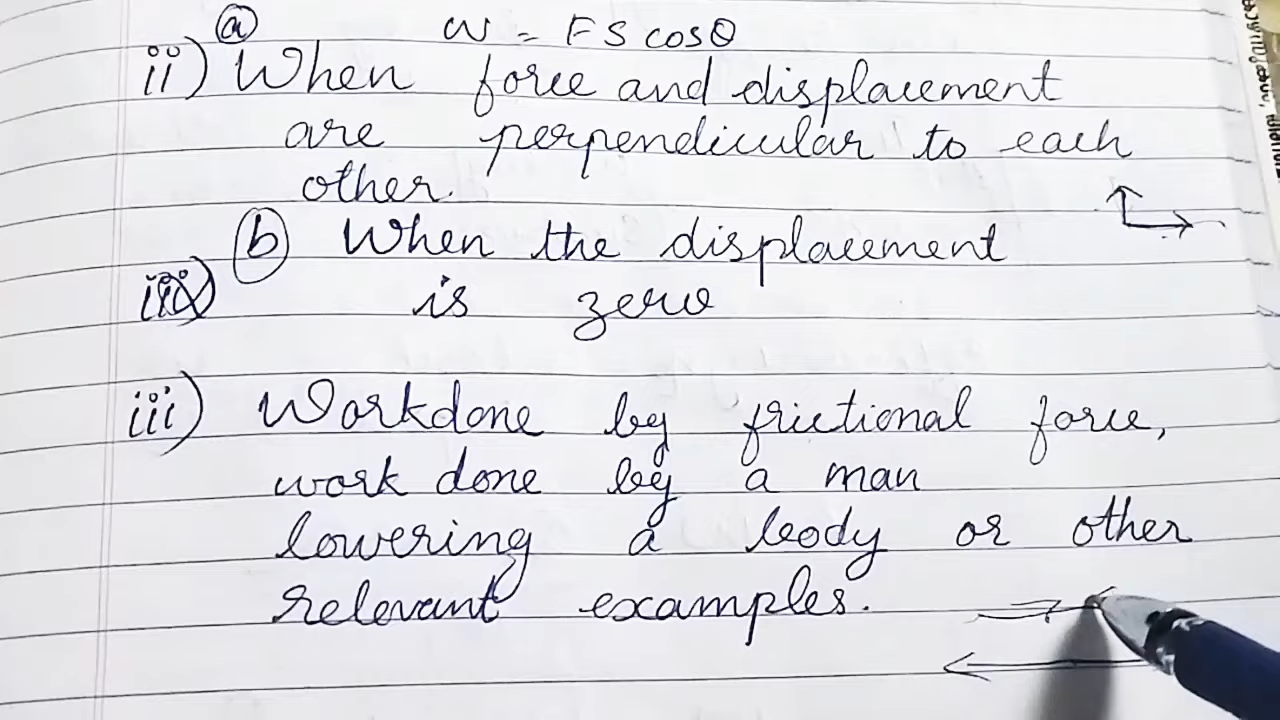 ⓐ W = FS cosθ
ii) When force and displacement
are perpendicular to each
other.
ⓑ When the displacement
is zero
iii) Workdone by frictional force,
work done by a man
lowering a body or other
relevant examples.